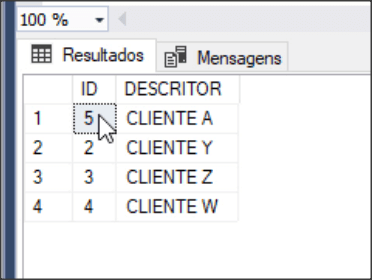 100 %
Resultados Mensagens
ID DESCRITOR
1 5 CLIENTE A
2 2 CLIENTE Y
3 3 CLIENTE Z
4 4 CLIENTE W